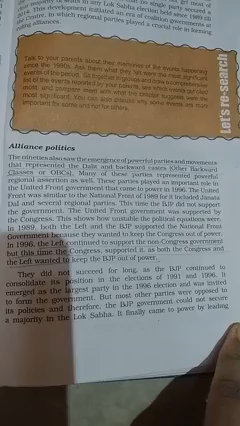 majority of
in any Lok Sabha election held since 1989
This development initiated an era of coalition governments at
the Centre, in which regional parties played a crucial role in forming
ruling alliances.
Talk to your parents about their memories of the events happening
since the 1990s. Ask them what they felt were the most significant
events of the period. Sit together in groups and draw a comprehensive
list of the events reported by your parents, see which events get cited
most, and compare them with what the chapter suggests were the
most significant. You can also discuss why some events are more
important for some and not for others.
Let's re-search
Alliance politics
The nineties also saw the emergence of powerful parties and movements
that represented the Dalit and backward castes (Other Backward
Classes or OBCs). Many of these parties represented powerful
regional assertion as well. These parties played an important role in
the United Front government that came to power in 1996. The United
Front was similar to the National Front of 1989 for it included Janata
Dal and several regional parties. This time the BJP did not support
the government. The United Front government was supported by
the Congress. This shows how unstable the political equations were.
In 1989, both the Left and the BJP supported the National Front
Government because they wanted to keep the Congress out of power.
In 1996, the Left continued to support the non-Congress government
but this time the Congress, supported it, as both the Congress and
the Left wanted to keep the BJP out of power.
They did not succeed for long, as the BJP continued to
consolidate its position in the elections of 1991 and 1996. It
emerged as the largest party in the 1996 election and was invited
to form the government. But most other parties were opposed to
its policies and therefore, the BJP government could not secure
a majority in the Lok Sabha. It finally came to power by leading